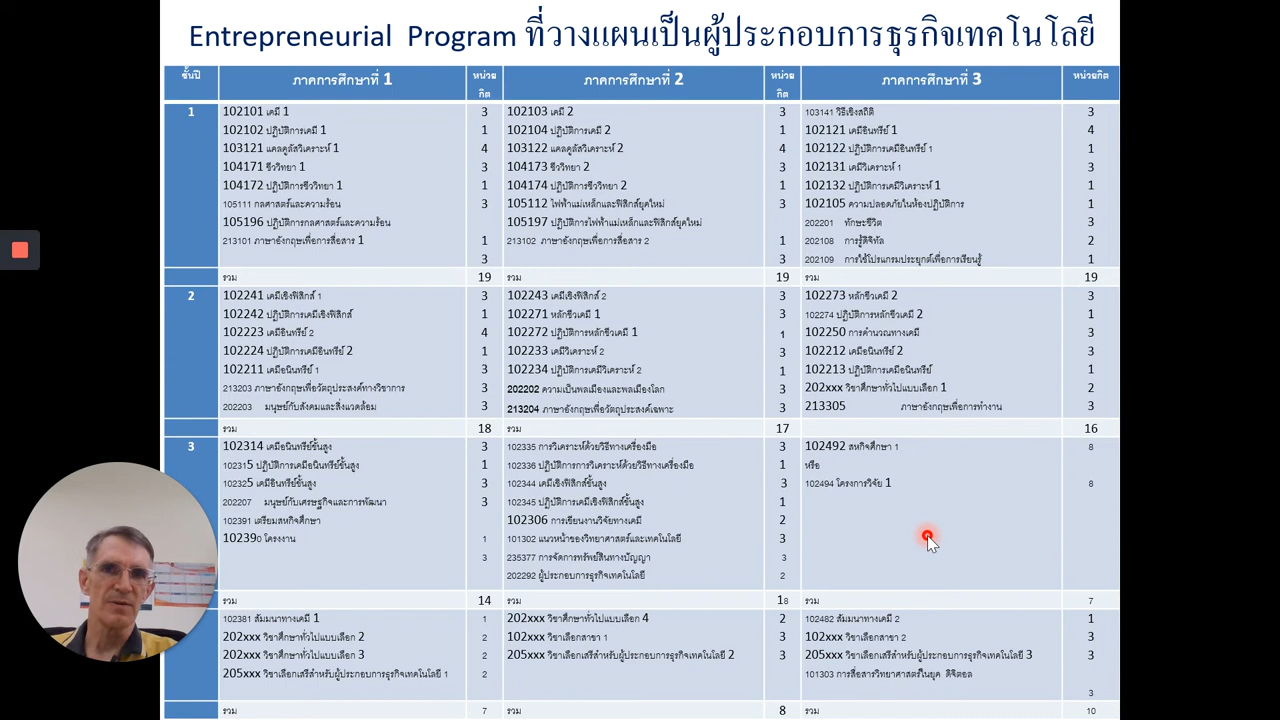 Entrepreneurial Program ที่วางแผนเป็นผู้ประกอบการธุรกิจเทคโนโลยี
ชั้นปี ภาคการศึกษาที่ 1 หน่วยกิต ภาคการศึกษาที่ 2 หน่วยกิต ภาคการศึกษาที่ 3 หน่วยกิต
1 102101 เคมี 1 3 102103 เคมี 2 3 103141 วิธีเชิงสถิติ 3
102102 ปฏิบัติการเคมี 1 1 102104 ปฏิบัติการเคมี 2 1 102121 เคมีอินทรีย์ 1 4
103121 แคลคูลัสวิเคราะห์ 1 4 103122 แคลคูลัสวิเคราะห์ 2 4 102122 ปฏิบัติการเคมีอินทรีย์ 1 1
104171 ชีววิทยา 1 3 104173 ชีววิทยา 2 3 102131 เคมีวิเคราะห์ 1 3
104172 ปฏิบัติการชีววิทยา 1 1 104174 ปฏิบัติการชีววิทยา 2 1 102132 ปฏิบัติการเคมีวิเคราะห์ 1 1
105111 กลศาสตร์และความร้อน 3 105112 ไฟฟ้าแม่เหล็กและฟิสิกส์ยุคใหม่ 3 102105 ความปลอดภัยในห้องปฏิบัติการ 1
105196 ปฏิบัติการกลศาสตร์และความร้อน 105197 ปฏิบัติการไฟฟ้าแม่เหล็กและฟิสิกส์ยุคใหม่ 202201 ทักษะชีวิต 3
213101 ภาษาอังกฤษเพื่อการสื่อสาร 1 1 213102 ภาษาอังกฤษเพื่อการสื่อสาร 2 1 202108 การรู้ดิจิทัล 2
3 3 202109 การใช้โปรแกรมประยุกต์เพื่อการเรียนรู้ 1
รวม 19 รวม 19 รวม 19
2 102241 เคมีเชิงฟิสิกส์ 1 3 102243 เคมีเชิงฟิสิกส์ 2 3 102273 หลักชีวเคมี 2 3
102242 ปฏิบัติการเคมีเชิงฟิสิกส์ 1 102271 หลักชีวเคมี 1 3 102274 ปฏิบัติการหลักชีวเคมี 2 1
102223 เคมีอินทรีย์ 2 4 102272 ปฏิบัติการหลักชีวเคมี 1 1 102250 การคำนวณทางเคมี 3
102224 ปฏิบัติการเคมีอินทรีย์ 2 1 102233 เคมีวิเคราะห์ 2 3 102212 เคมีอนินทรีย์ 2 3
102211 เคมีอนินทรีย์ 1 3 102234 ปฏิบัติการเคมีวิเคราะห์ 2 1 102213 ปฏิบัติการเคมีอนินทรีย์ 1
213203 ภาษาอังกฤษเพื่อวัตถุประสงค์ทางวิชาการ 3 202202 ความเป็นพลเมืองและพลเมืองโลก 3 202xxx วิชาศึกษาทั่วไปแบบเลือก 1 2
202203 มนุษย์กับสังคมและสิ่งแวดล้อม 3 213204 ภาษาอังกฤษเพื่อวัตถุประสงค์เฉพาะ 3 213305 ภาษาอังกฤษเพื่อการทำงาน 3
รวม 18 รวม 17 16
3 102314 เคมีอนินทรีย์ขั้นสูง 3 102335 การวิเคราะห์ด้วยวิธีทางเครื่องมือ 3 102492 สหกิจศึกษา 1 8
102315 ปฏิบัติการเคมีอนินทรีย์ขั้นสูง 1 102336 ปฏิบัติการการวิเคราะห์ด้วยวิธีทางเครื่องมือ 1 หรือ
102325 เคมีอินทรีย์ขั้นสูง 3 102344 เคมีเชิงฟิสิกส์ขั้นสูง 3 102494 โครงการวิจัย 1 8
202207 มนุษย์กับเศรษฐกิจและการพัฒนา 3 102345 ปฏิบัติการเคมีเชิงฟิสิกส์ขั้นสูง 1
102391 เตรียมสหกิจศึกษา 102306 การเขียนงานวิจัยทางเคมี 2
102390 โครงงาน 1 101302 แนวหน้าของวิทยาศาสตร์และเทคโนโลยี 3
3 235377 การจัดการทรัพย์สินทางปัญญา 3
202292 ผู้ประกอบการธุรกิจเทคโนโลยี 2
รวม 14 รวม 18 รวม 7
102381 สัมมนาทางเคมี 1 1 202xxx วิชาศึกษาทั่วไปแบบเลือก 4 2 102482 สัมมนาทางเคมี 2 1
202xxx วิชาศึกษาทั่วไปแบบเลือก 2 2 102xxx วิชาเลือกสาขา 1 3 102xxx วิชาเลือกสาขา 2 3
202xxx วิชาศึกษาทั่วไปแบบเลือก 3 2 205xxx วิชาเลือกเสรีสำหรับผู้ประกอบการธุรกิจเทคโนโลยี 2 3 205xxx วิชาเลือกเสรีสำหรับผู้ประกอบการธุรกิจเทคโนโลยี 3 3
205xxx วิชาเลือกเสรีสำหรับผู้ประกอบการธุรกิจเทคโนโลยี 1 2 101303 การสื่อสารวิทยาศาสตร์ในยุค ดิจิตอล
3
รวม 7 8 รวม 10